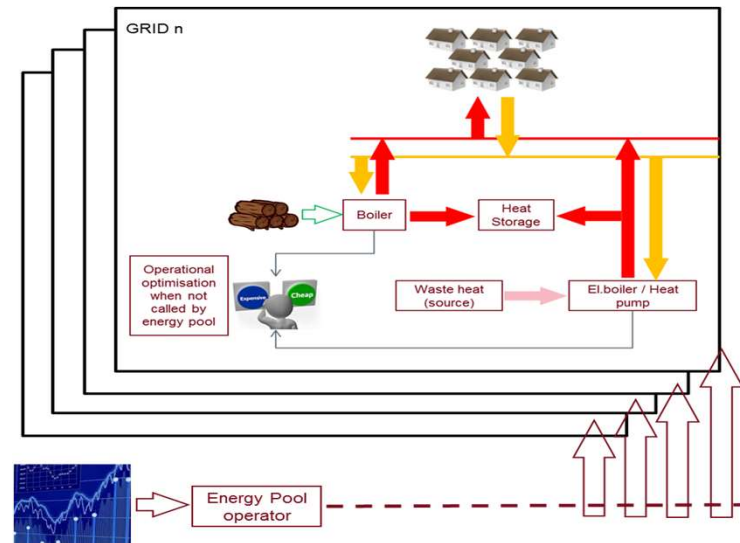 GRID n
Boiler
Heat
Storage
Operational
optimisation
when not
called by
energy pool
Expensive
Cheap
Waste heat
(source)
El.boiler / Heat
pump
Energy Pool
operator